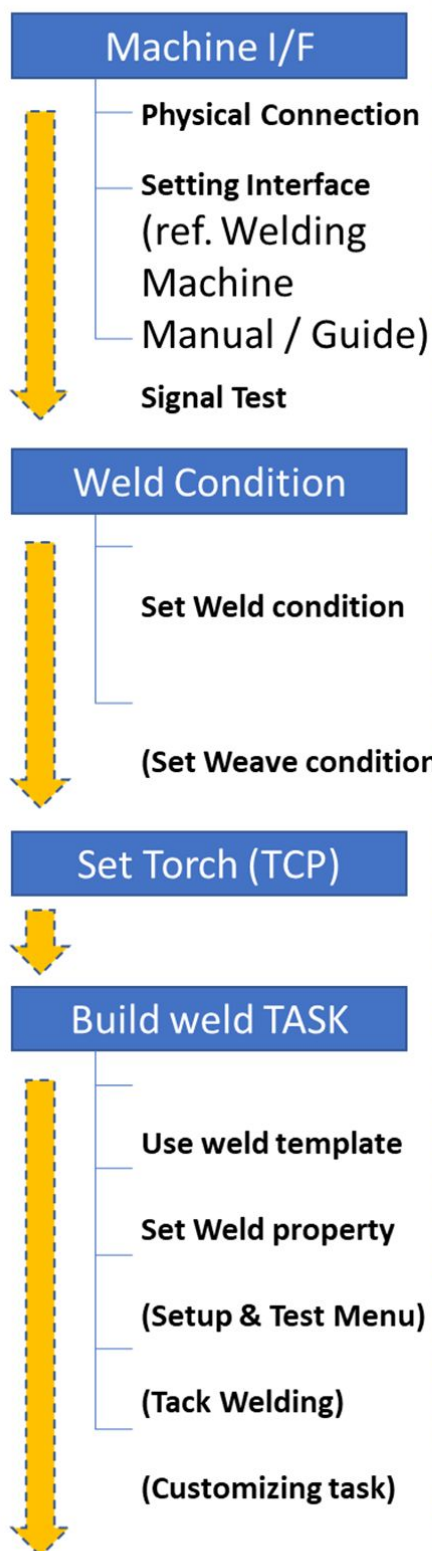 Machine I/F
Physical Connection
Setting Interface
(ref. Welding
Machine
Manual / Guide)
Signal Test
Weld Condition
Set Weld condition
(Set Weave condition
Set Torch (TCP)
Build weld TASK
Use weld template
Set Weld property
(Setup & Test Menu)
(Tack Welding)
(Customizing task)